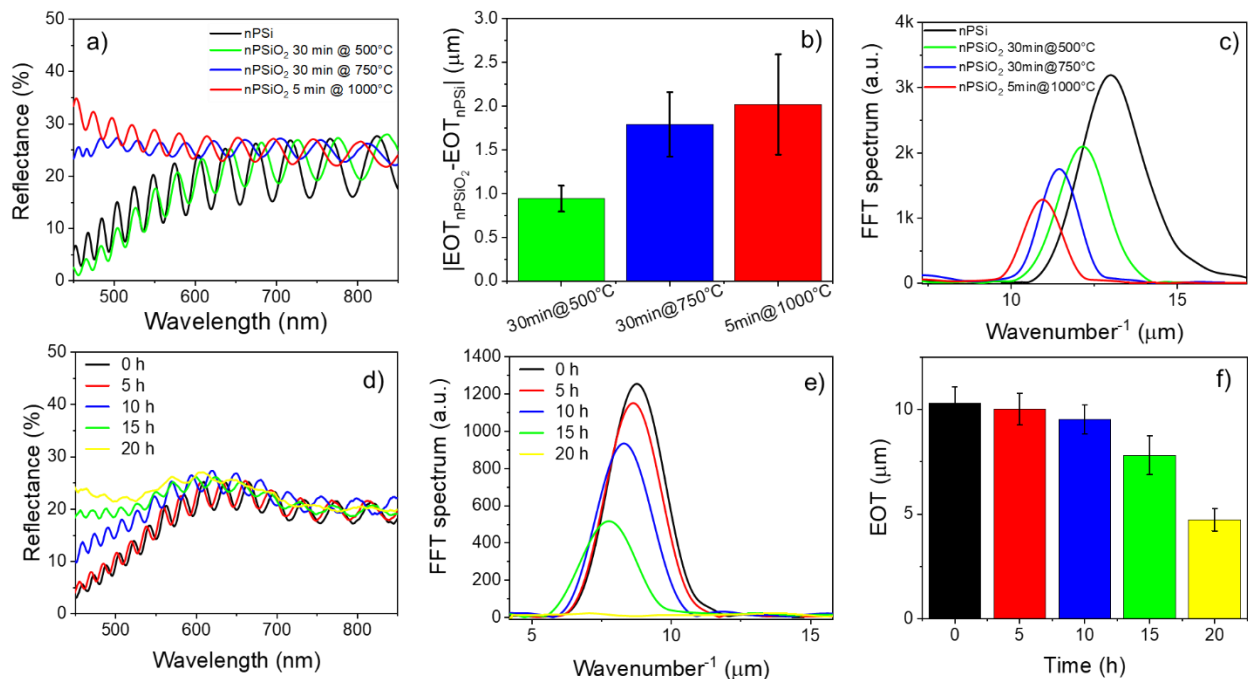 a)
nPSi
nPSiO₂ 30 min @ 500°C
nPSiO₂ 30 min @ 750°C
nPSiO₂ 5 min @ 1000°C
Reflectance (%)
50
40
30
20
10
0
500 600 700 800
Wavelength (nm)
b)
|EOT_nPSiO₂-EOT_nPSi| (μm)
3.0
2.5
2.0
1.5
1.0
0.5
0.0
30min@500°C 30min@750°C 5min@1000°C
c)
nPSi
nPSiO₂ 30min@500°C
nPSiO₂ 30min@750°C
nPSiO₂ 5min@1000°C
FFT spectrum (a.u.)
4k
3k
2k
1k
0
10 15
Wavenumber⁻¹ (μm)
d)
0 h
5 h
10 h
15 h
20 h
Reflectance (%)
50
40
30
20
10
0
500 600 700 800
Wavelength (nm)
e)
0 h
5 h
10 h
15 h
20 h
FFT spectrum (a.u.)
1400
1200
1000
800
600
400
200
0
5 10 15
Wavenumber⁻¹ (μm)
f)
EOT (μm)
10
5
0
0 5 10 15 20
Time (h)